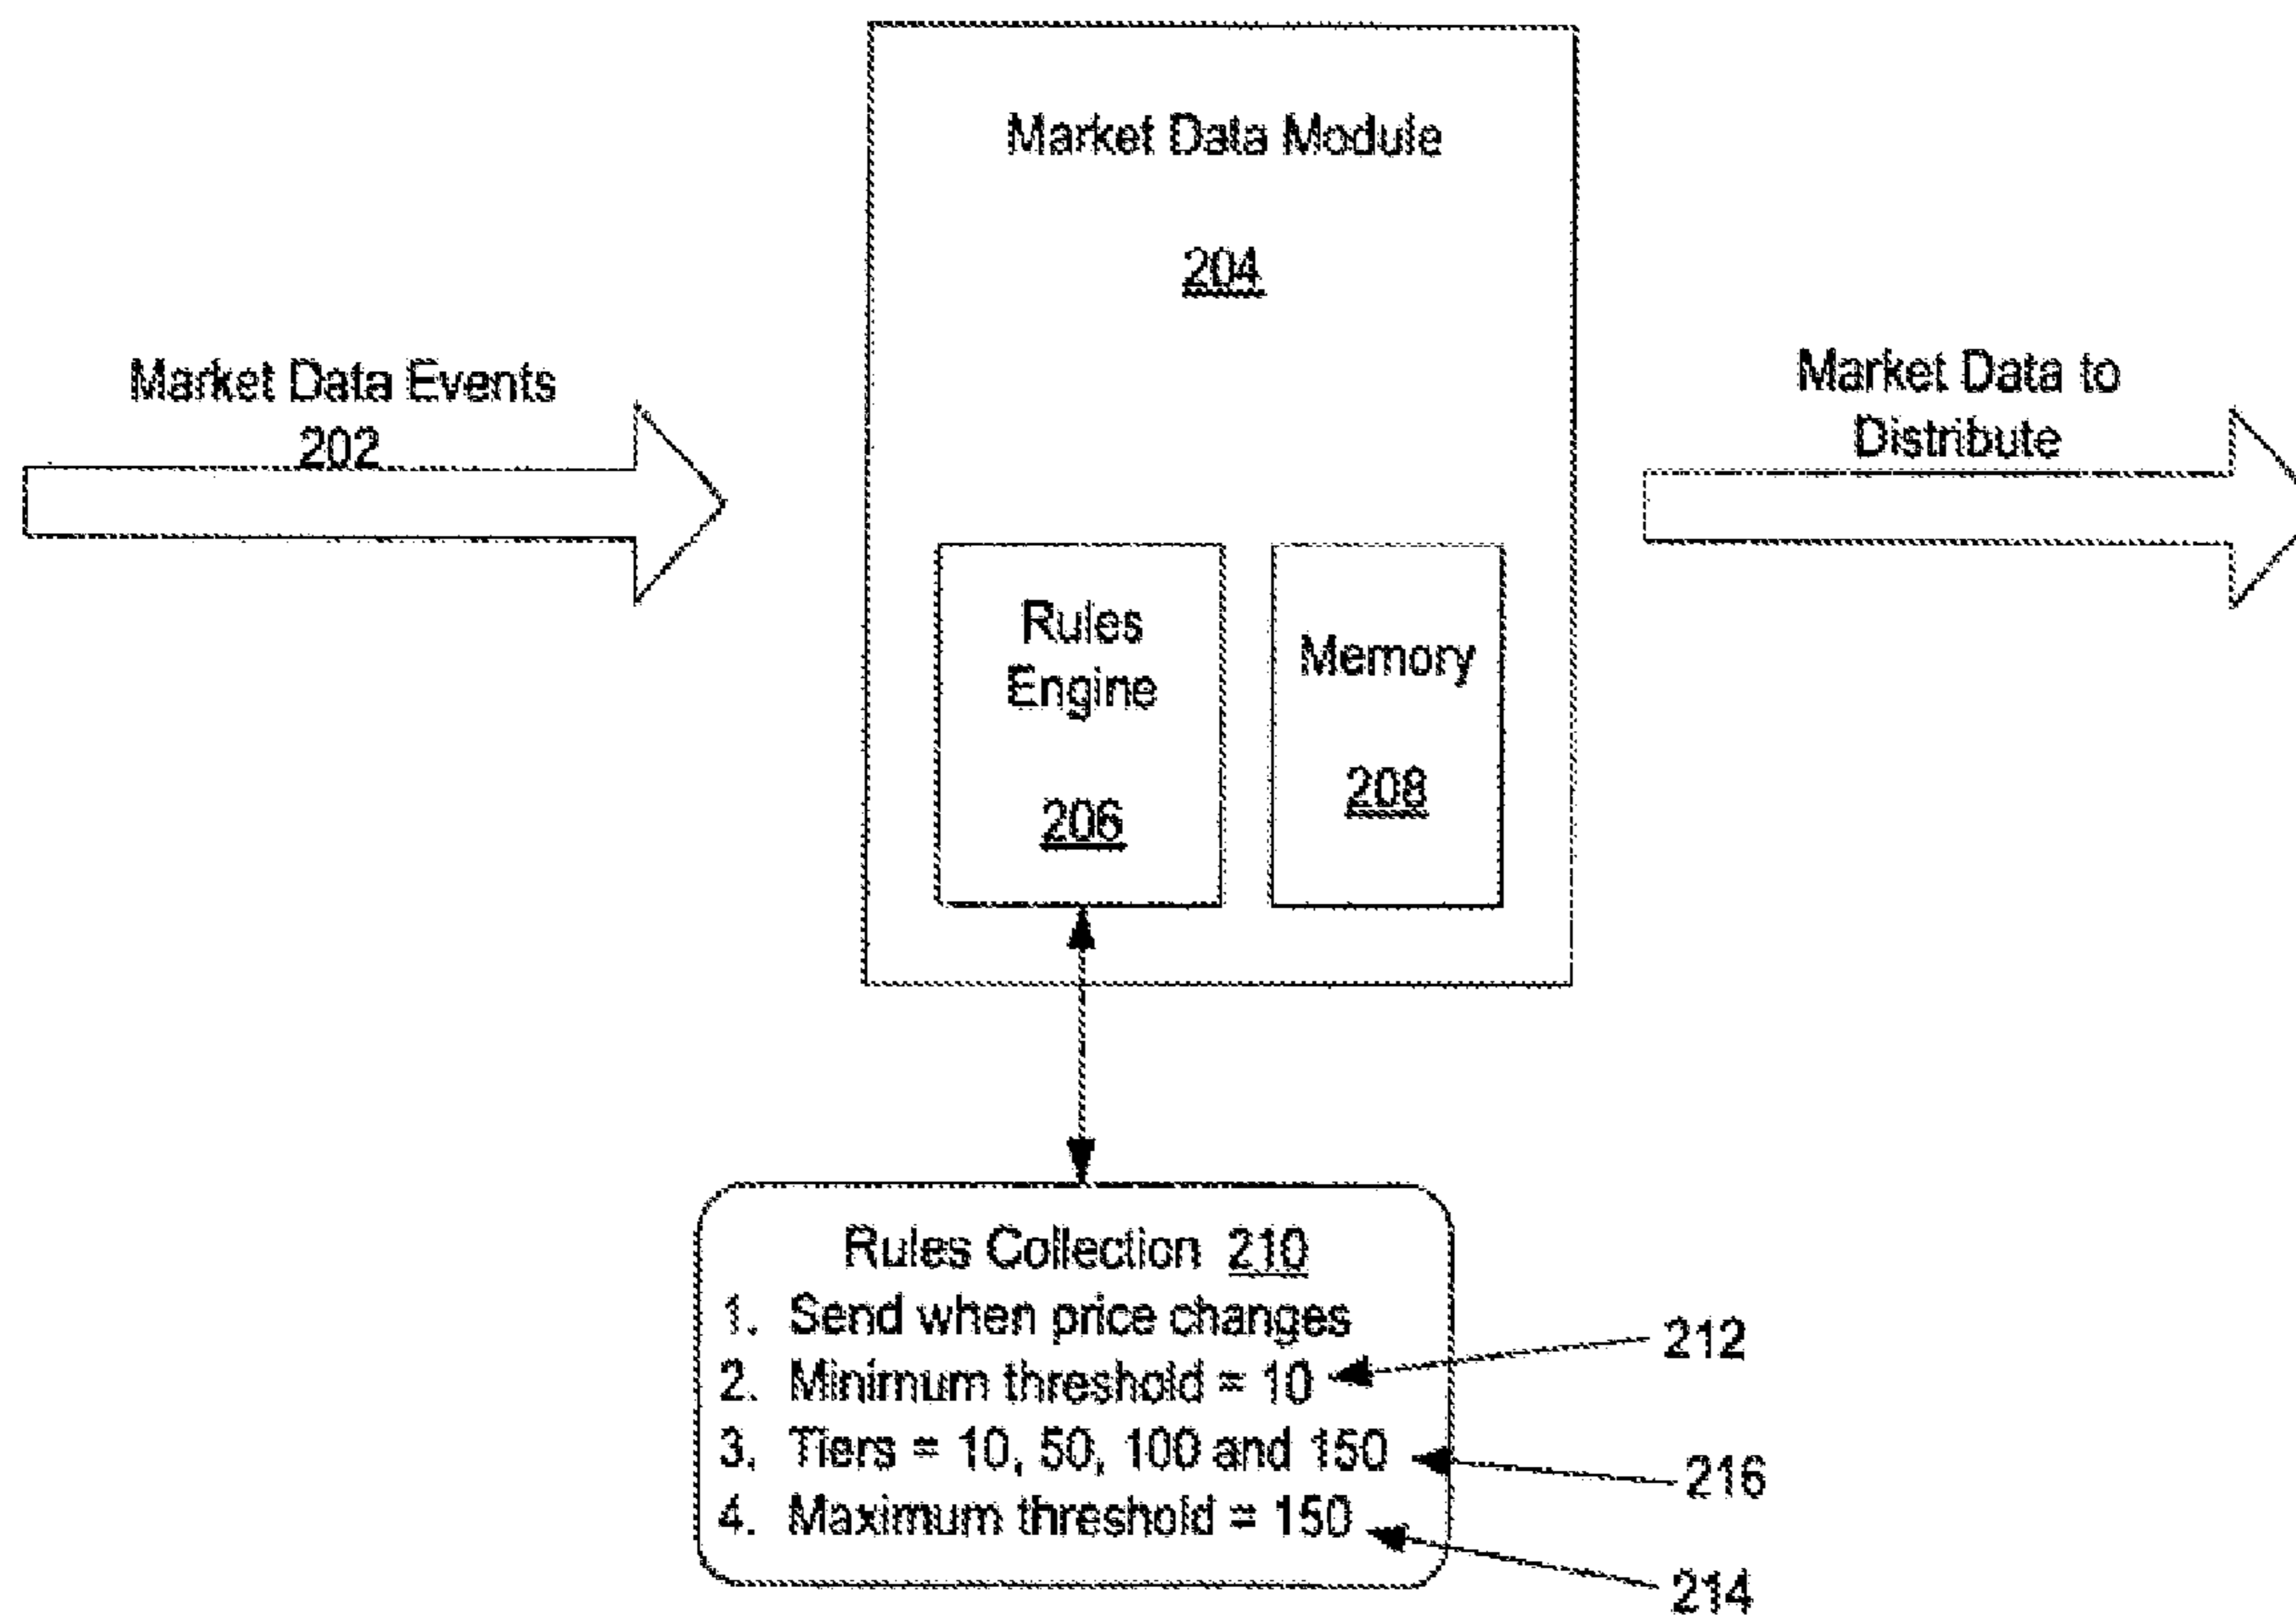 Market Data Module
204
Market Data Events
202
Market Data to
Distribute
Rules
Engine
206
Memory
208
Rules Collection 210
1. Send when price changes
2. Minimum threshold = 10
3. Tiers = 10, 50, 100 and 150
4. Maximum threshold = 150
212
216
214